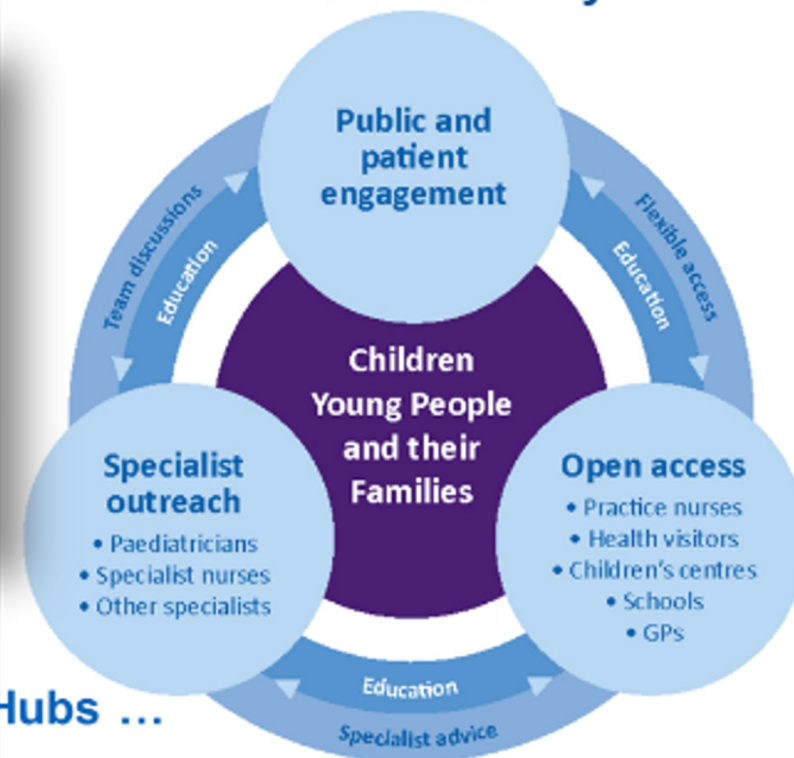 Public and
patient
engagement
Team discussions
Education
Flexible access
Education
Children
Young People
and their
Families
Specialist
outreach
• Paediatricians
• Specialist nurses
• Other specialists
Open access
• Practice nurses
• Health visitors
• Children's centres
• Schools
• GPs
Education
Specialist advice
Hubs ...